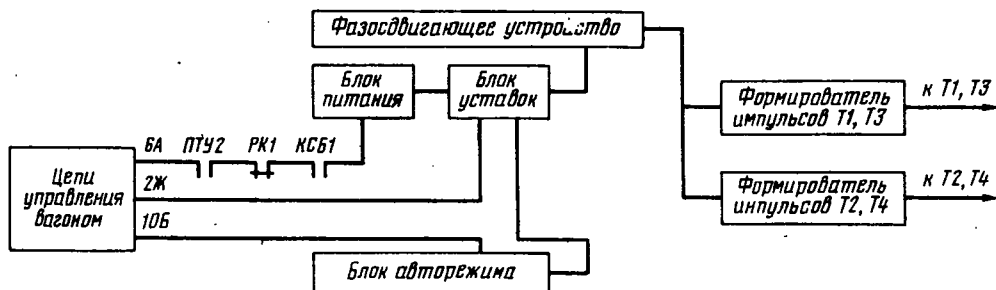 Фазосдвигающее устройство
Блок
питания
Блок
уставок
Формирователь
импульсов Т1, Т3
к Т1, Т3
6А ПТУ2 РК1 КСБ1
Цепи
управления
вагоном
2Ж
10Б
Формирователь
инпульсов Т2, Т4
к Т2, Т4
Блок авторежима